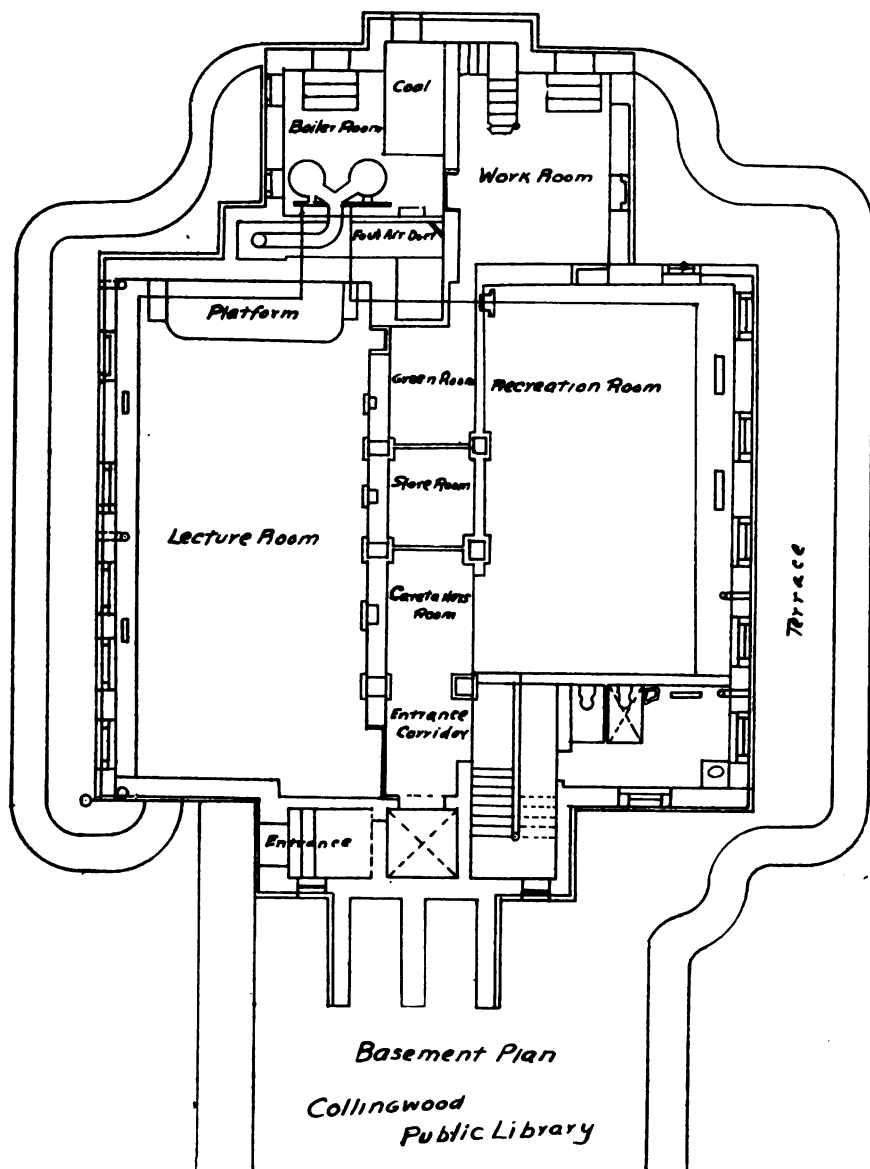 Coal
Boiler Room
Work Room
Foul Air Duct
Platform
Green Room
Recreation Room
Store Room
Lecture Room
Caretakers
Room
Terrace
Entrance
Corridor
Entrance
Basement Plan
Collingwood
Public Library